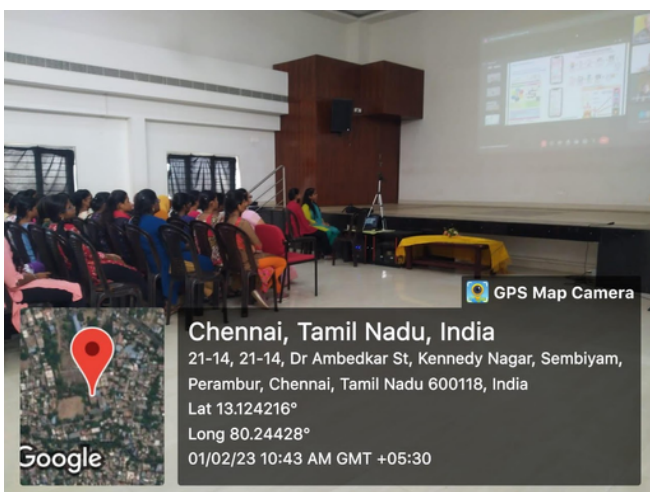 GPS Map Camera
Chennai, Tamil Nadu, India
21-14, 21-14, Dr Ambedkar St, Kennedy Nagar, Sembiyam,
Perambur, Chennai, Tamil Nadu 600118, India
Lat 13.124216°
Long 80.24428°
01/02/23 10:43 AM GMT +05:30
Google